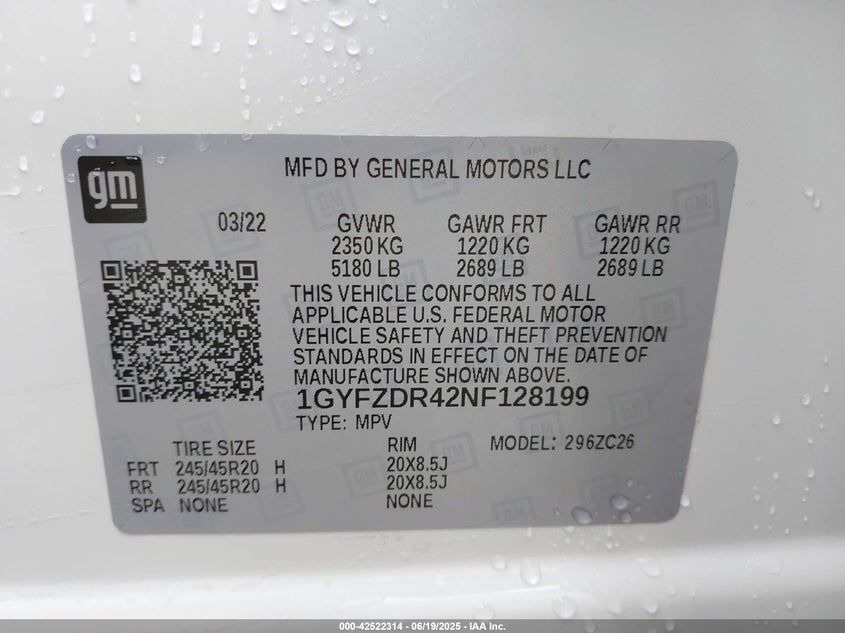 gm
MFD BY GENERAL MOTORS LLC
03/22 GVWR GAWR FRT GAWR RR
2350 KG 1220 KG 1220 KG
5180 LB 2689 LB 2689 LB
THIS VEHICLE CONFORMS TO ALL
APPLICABLE U.S. FEDERAL MOTOR
VEHICLE SAFETY AND THEFT PREVENTION
STANDARDS IN EFFECT ON THE DATE OF
MANUFACTURE SHOWN ABOVE.
1GYFZDR42NF128199
TYPE: MPV
TIRE SIZE RIM MODEL: 296ZC26
FRT 245/45R20 H 20X8.5J
RR 245/45R20 H 20X8.5J
SPA NONE NONE
000-42522314 - 06/19/2025 - IAA Inc.